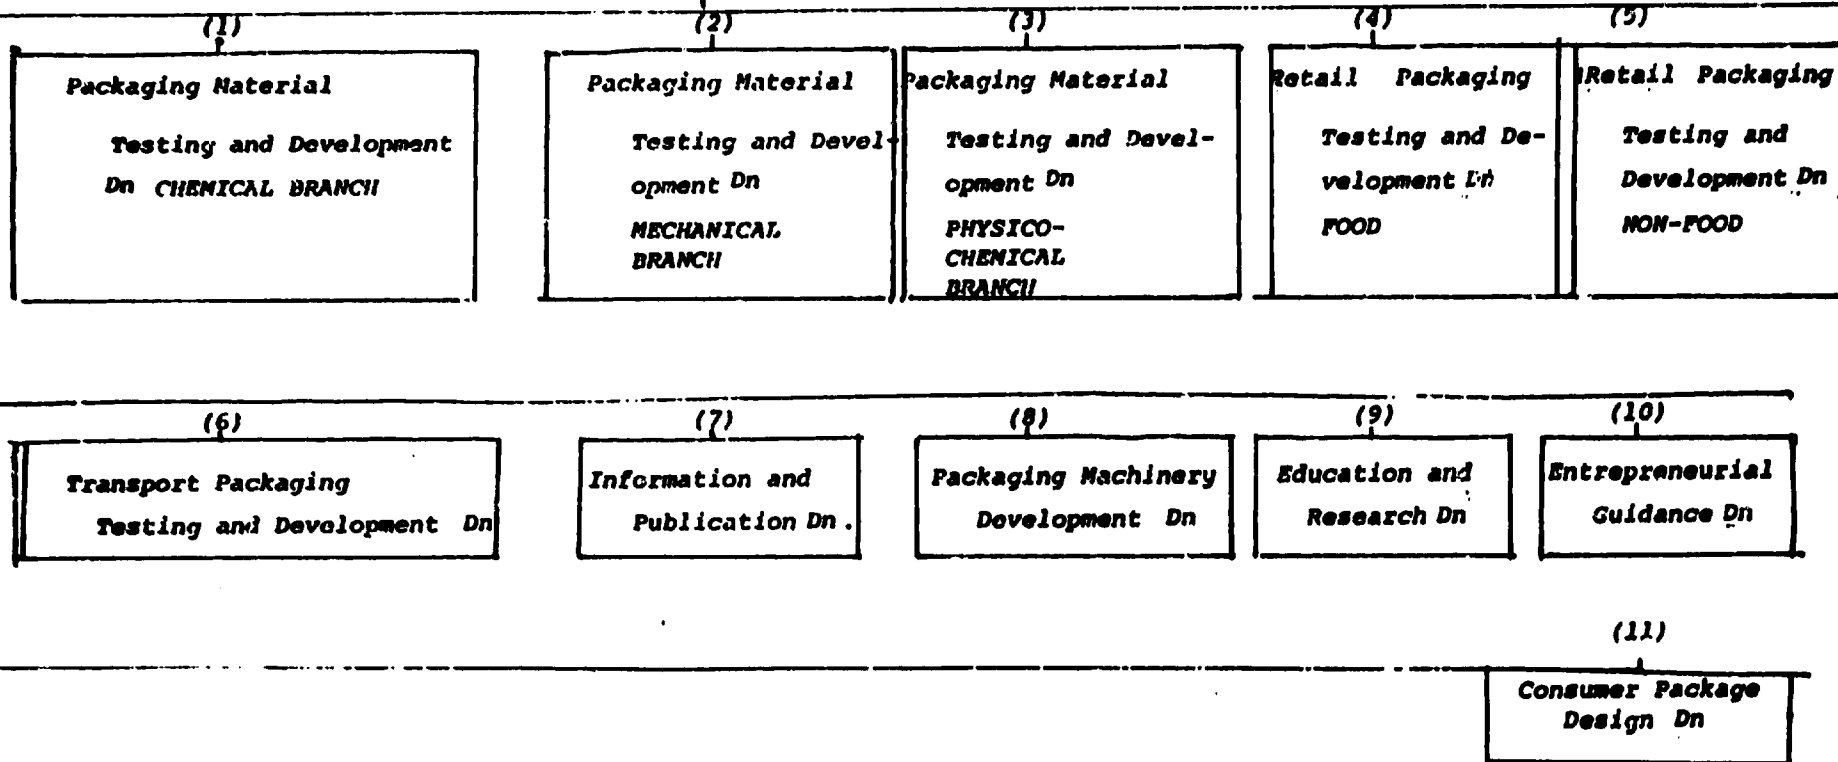 (1)
Packaging Material
Testing and Development
Dn CHEMICAL BRANCH
(2)
Packaging Material
Testing and Devel-
opment Dn
MECHANICAL
BRANCH
(3)
Packaging Material
Testing and Devel-
opment Dn
PHYSICO-
CHEMICAL
BRANCH
(4)
Retail Packaging
Testing and De-
velopment Dn
FOOD
(5)
Retail Packaging
Testing and
Development Dn
NON-FOOD
(6)
Transport Packaging
Testing and Development Dn
(7)
Information and
Publication Dn.
(8)
Packaging Machinery
Development Dn
(9)
Education and
Research Dn
(10)
Entrepreneurial
Guidance Dn
(11)
Consumer Package
Design Dn